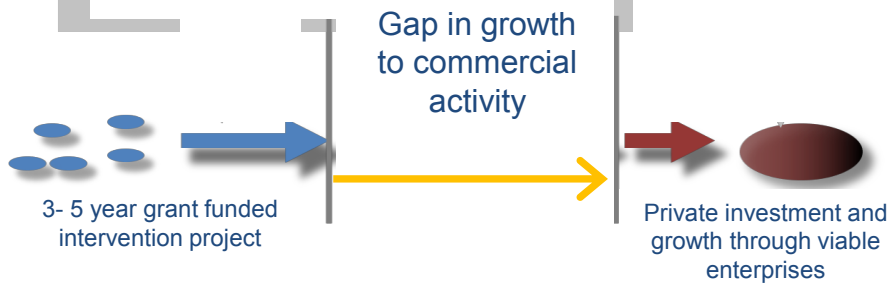 Gap in growth
to commercial
activity
3- 5 year grant funded
intervention project
Private investment and
growth through viable
enterprises